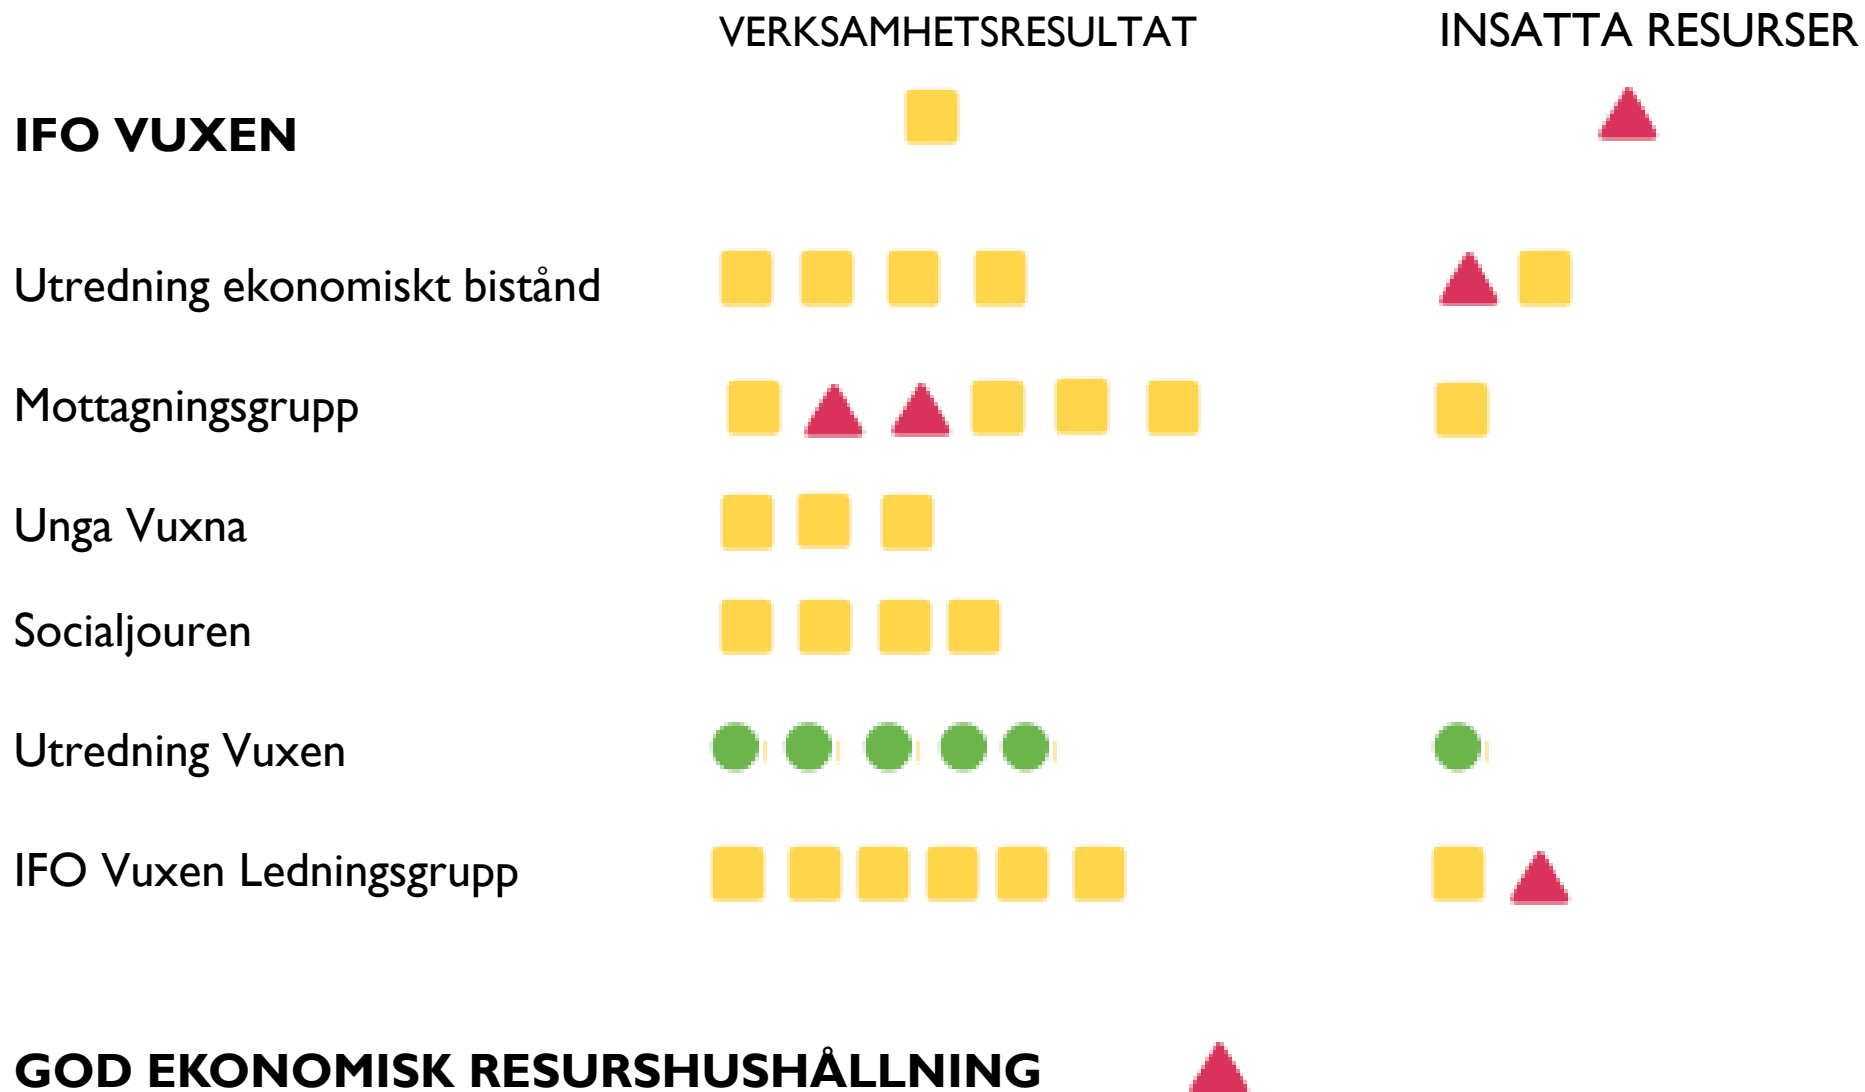 VERKSAMHETSRESULTAT INSATTA RESURSER
IFO VUXEN
Utredning ekonomiskt bistånd
Mottagningsgrupp
Unga Vuxna
Socialjouren
Utredning Vuxen
IFO Vuxen Ledningsgrupp
GOD EKONOMISK RESURSHUSHÅLLNING